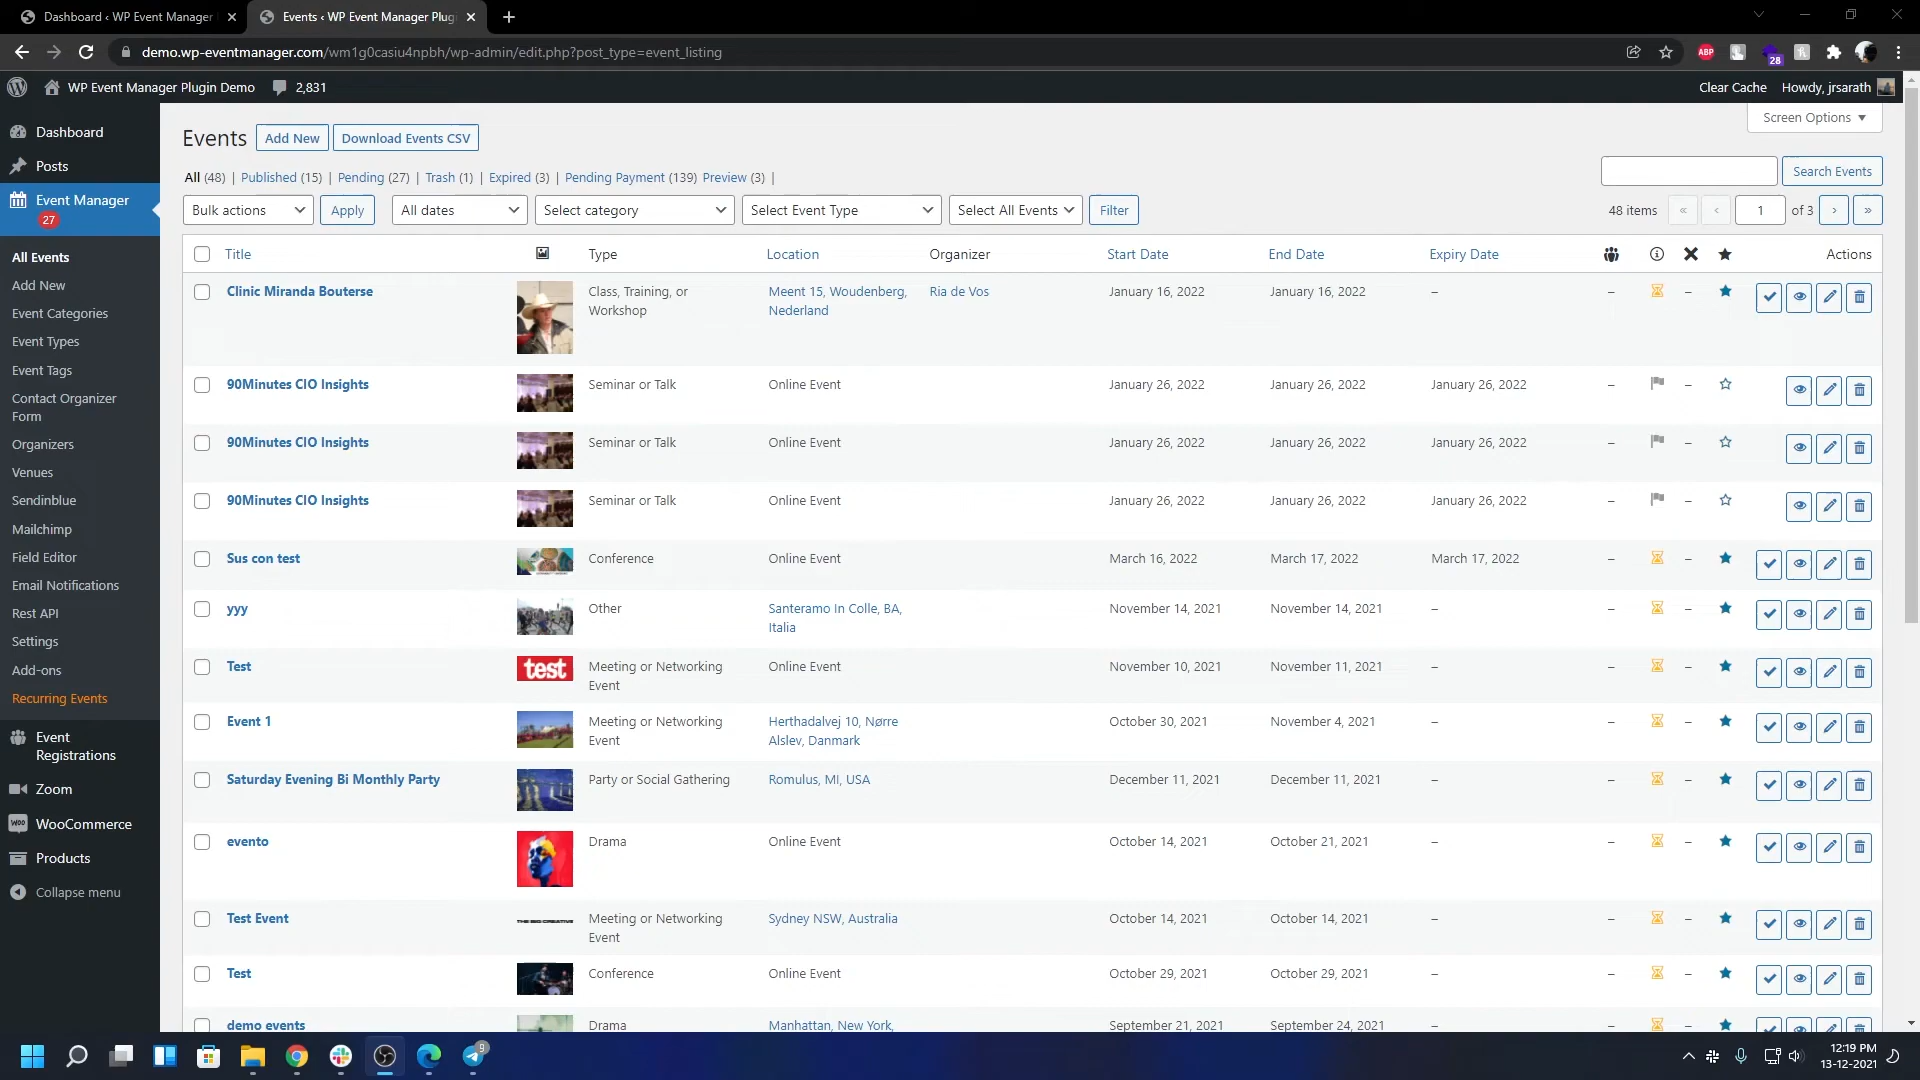 Dashboard ‹ WP Event Manager
Events ‹ WP Event Manager Plug
demo.wp-eventmanager.com/wm1g0casiu4npbh/wp-admin/edit.php?post_type=event_listing
ABP
28
WP Event Manager Plugin Demo
2,831
Clear Cache
Howdy, jrsarath
Dashboard
Posts
Event Manager
27
All Events
Add New
Event Categories
Event Types
Event Tags
Contact Organizer
Form
Organizers
Venues
Sendinblue
Mailchimp
Field Editor
Email Notifications
Rest API
Settings
Add-ons
Recurring Events
Event
Registrations
Zoom
WooCommerce
Products
Collapse menu
Screen Options
Events Add New Download Events CSV
All (48) | Published (15) | Pending (27) | Trash (1) | Expired (3) | Pending Payment (139) Preview (3) |
Search Events
Bulk actions Apply All dates Select category Select Event Type Select All Events Filter
48 items « ‹ 1 of 3 › »
Title Type Location Organizer Start Date End Date Expiry Date Actions
Clinic Miranda Bouterse Class, Training, or Meent 15, Woudenberg, Ria de Vos January 16, 2022 January 16, 2022 –
Workshop Nederland
90Minutes CIO Insights Seminar or Talk Online Event January 26, 2022 January 26, 2022 January 26, 2022 – –
90Minutes CIO Insights Seminar or Talk Online Event January 26, 2022 January 26, 2022 January 26, 2022 – –
90Minutes CIO Insights Seminar or Talk Online Event January 26, 2022 January 26, 2022 January 26, 2022 – –
Sus con test Conference Online Event March 16, 2022 March 17, 2022 March 17, 2022 – –
yyy Other Santeramo In Colle, BA, November 14, 2021 November 14, 2021 – – –
Italia
Test test Meeting or Networking Online Event November 10, 2021 November 11, 2021 – – –
Event
Event 1 Meeting or Networking Herthadalvej 10, Nørre October 30, 2021 November 4, 2021 – – –
Event Alslev, Danmark
Saturday Evening Bi Monthly Party Party or Social Gathering Romulus, MI, USA December 11, 2021 December 11, 2021 – – –
evento Drama Online Event October 14, 2021 October 21, 2021 – – –
Test Event Meeting or Networking Sydney NSW, Australia October 14, 2021 October 14, 2021 – – –
Event
Test Conference Online Event October 29, 2021 October 29, 2021 – – –
demo events Drama Manhattan, New York, September 21, 2021 September 24, 2021 – – –
9
12:19 PM
13-12-2021